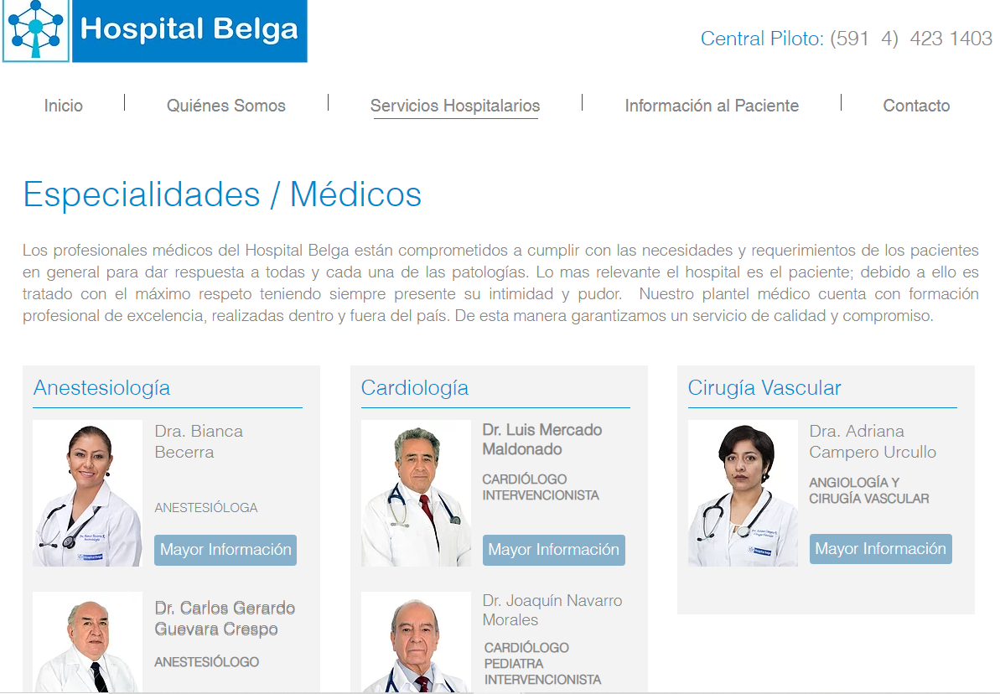 Hospital Belga
Central Piloto: (591 4) 423 1403
Inicio
Quiénes Somos
Servicios Hospitalarios
Información al Paciente
Contacto
Especialidades / Médicos
Los profesionales médicos del Hospital Belga están comprometidos a cumplir con las necesidades y requerimientos de los pacientes
en general para dar respuesta a todas y cada una de las patologías. Lo mas relevante el hospital es el paciente; debido a ello es
tratado con el máximo respeto teniendo siempre presente su intimidad y pudor. Nuestro plantel médico cuenta con formación
profesional de excelencia, realizadas dentro y fuera del país. De esta manera garantizamos un servicio de calidad y compromiso.
Anestesiología
Dra. Bianca
Becerra
ANESTESIÓLOGA
Hospital Belga
Mayor Información
Dr. Carlos Gerardo
Guevara Crespo
ANESTESIÓLOGO
Cardiología
Dr. Luis Mercado
Maldonado
CARDIÓLOGO
INTERVENCIONISTA
Mayor Información
Dr. Joaquín Navarro
Morales
CARDIÓLOGO
PEDIATRA
INTERVENCIONISTA
Cirugía Vascular
Dra. Adriana
Campero Urcullo
ANGIOLOGÍA Y
CIRUGÍA VASCULAR
Hospital Belga
Mayor Información